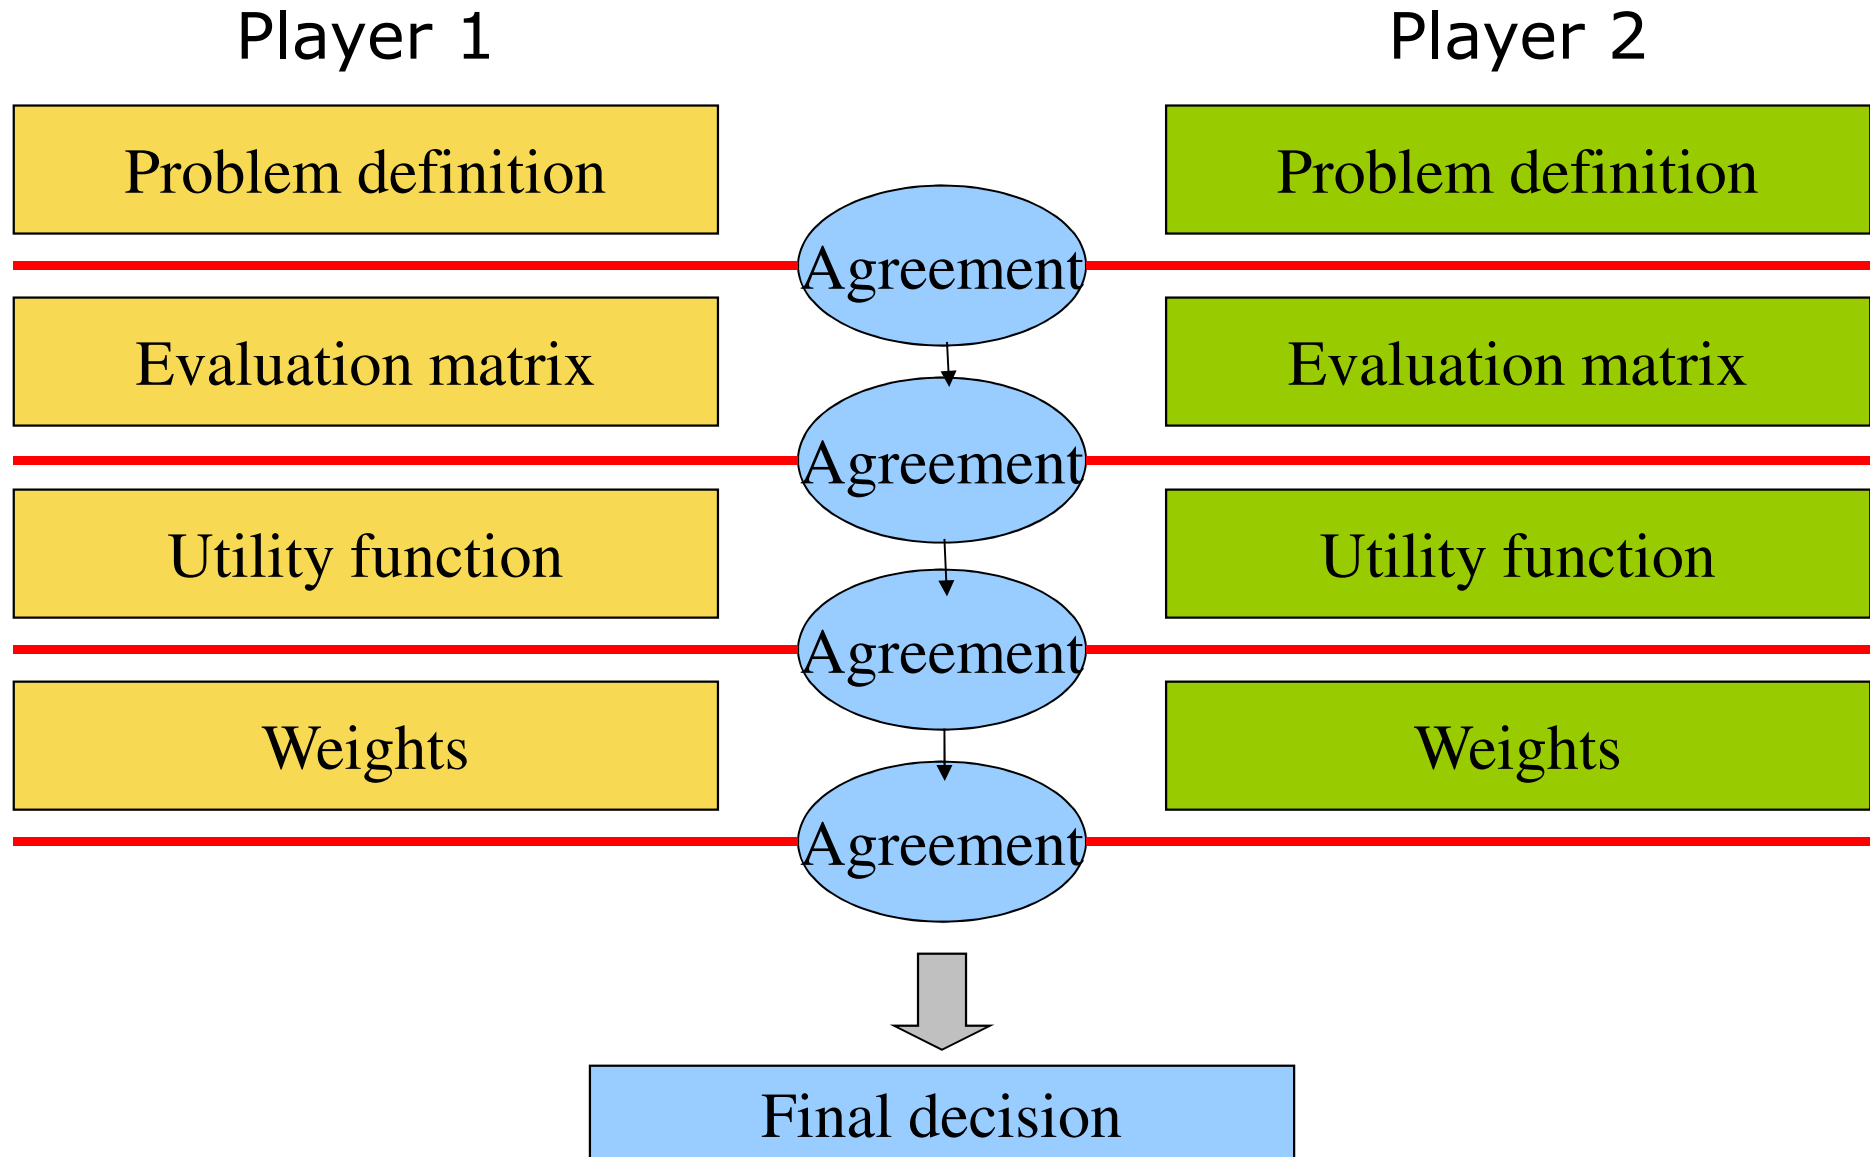 Player 1
Player 2
Problem definition
Problem definition
Agreement
Evaluation matrix
Evaluation matrix
Agreement
Utility function
Utility function
Agreement
Weights
Weights
Agreement
Final decision